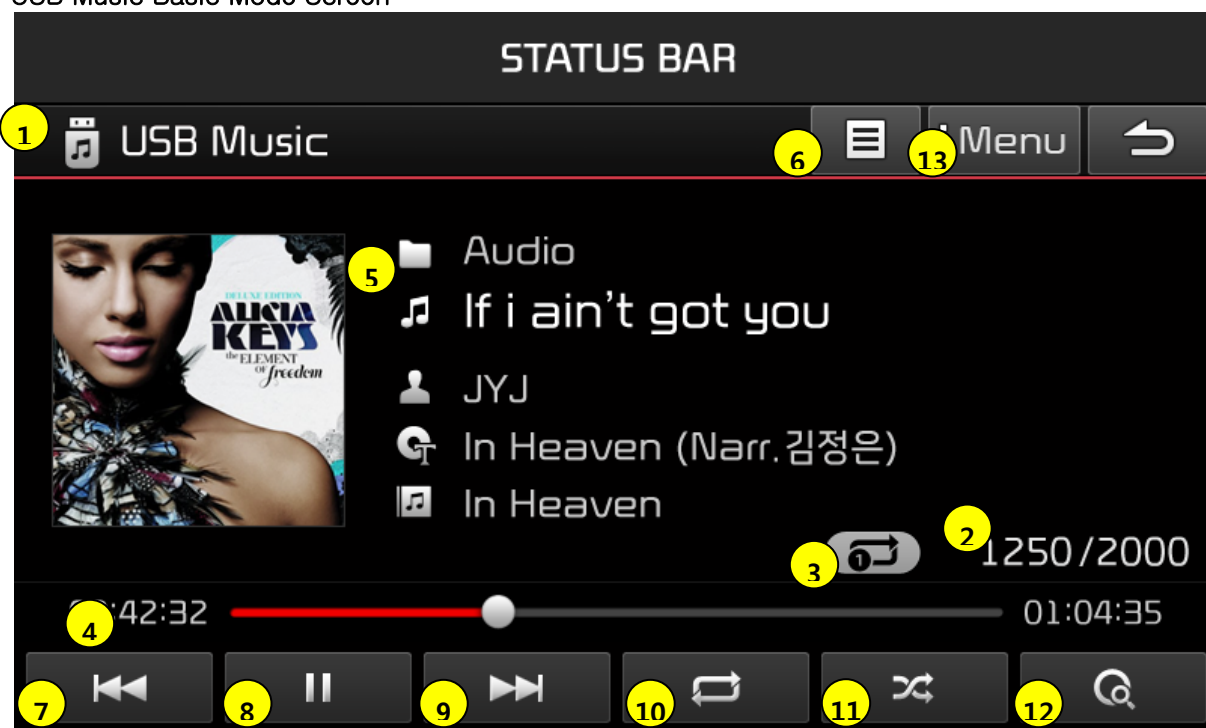 USB Music Basic Mode Screen
STATUS BAR
1
USB Music
6
13
Menu
5
Audio
If i ain't got you
DELUXE EDITION
ALICIA
KEYS
the ELEMENT
OF freedom
JYJ
In Heaven (Narr.김정은)
In Heaven
3
2
1250/2000
4
:42:32
01:04:35
7
8
9
10
11
12